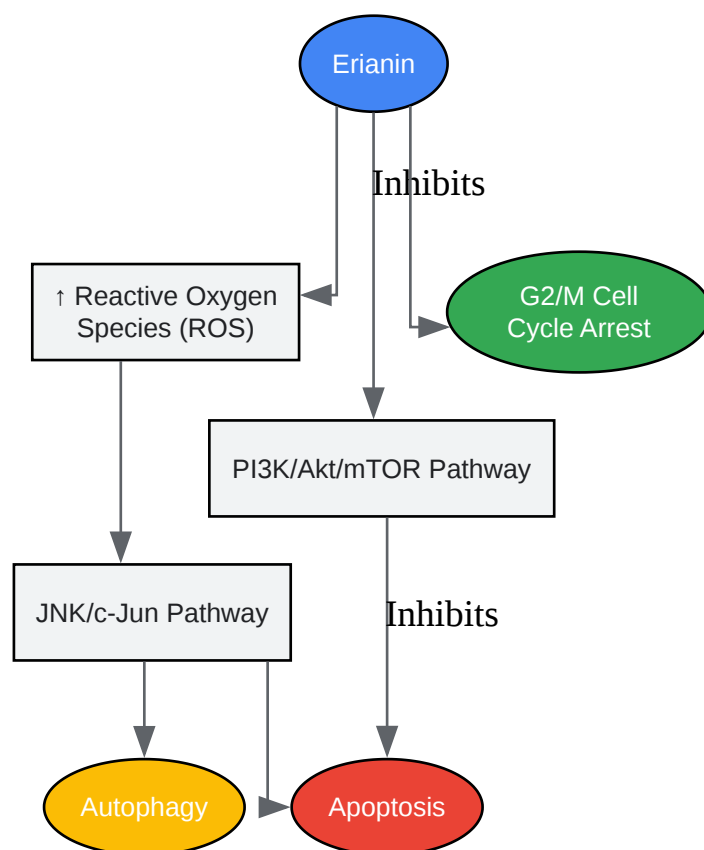 Erianin
Inhibits
↑ Reactive Oxygen
Species (ROS)
G2/M Cell
Cycle Arrest
PI3K/Akt/mTOR Pathway
JNK/c-Jun Pathway
Inhibits
Autophagy
Apoptosis